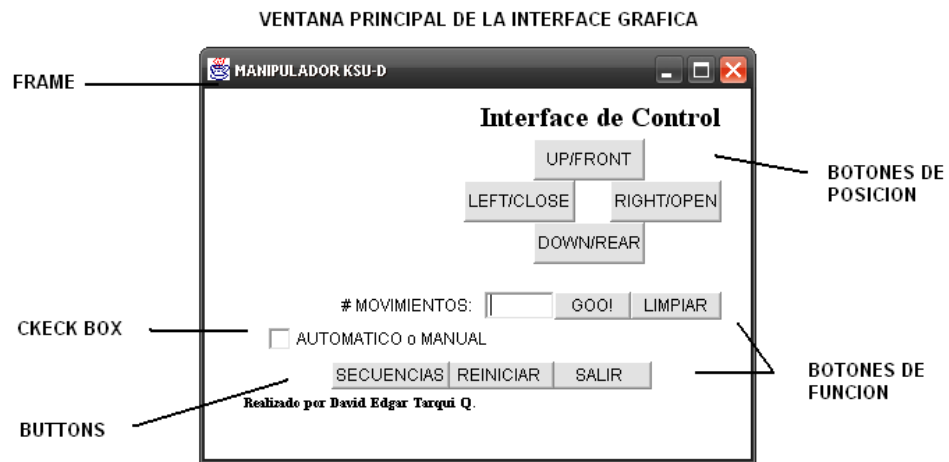 VENTANA PRINCIPAL DE LA INTERFACE GRAFICA
MANIPULADOR KSU-D
FRAME
Interface de Control
UP/FRONT
BOTONES DE
POSICION
LEFT/CLOSE
RIGHT/OPEN
DOWN/REAR
# MOVIMIENTOS:
GOO!
LIMPIAR
CKECK BOX
AUTOMATICO o MANUAL
SECUENCIAS
REINICIAR
SALIR
BOTONES DE
FUNCION
Realizado por David Edgar Tarqui Q.
BUTTONS